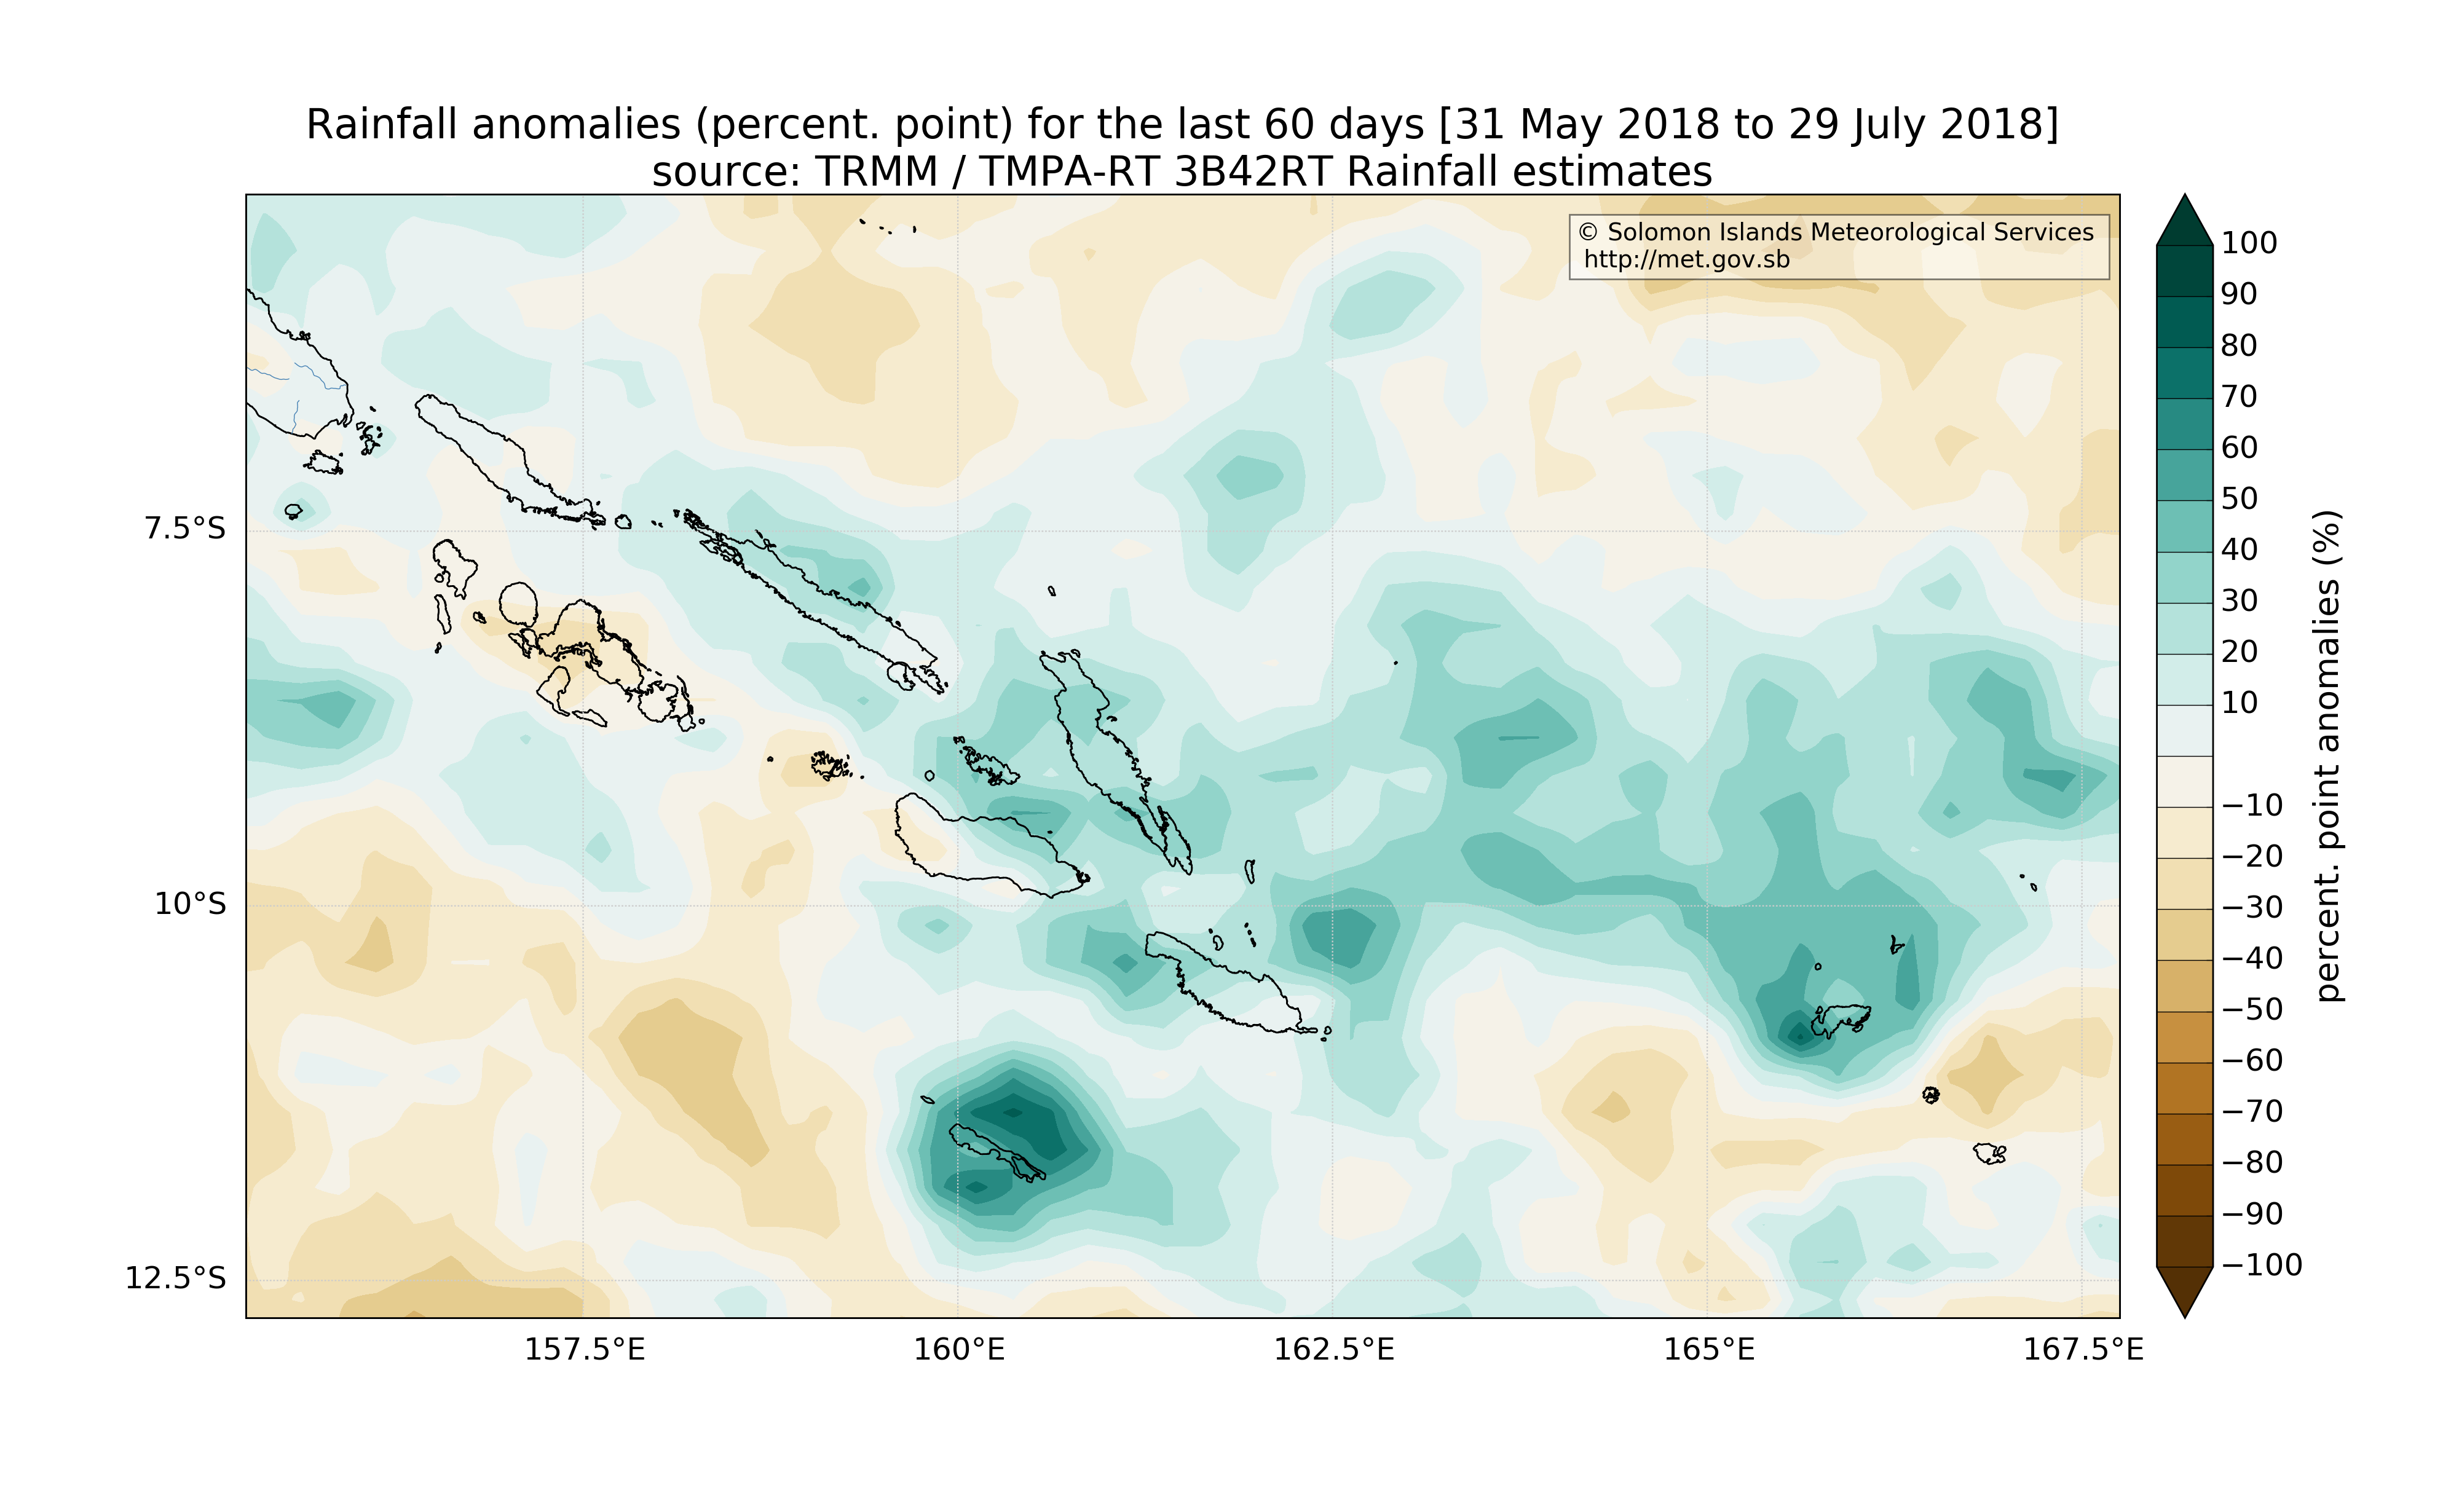 Rainfall anomalies (percent. point) for the last 60 days [31 May 2018 to 29 July 2018]
source: TRMM / TMPA-RT 3B42RT Rainfall estimates
© Solomon Islands Meteorological Services
http://met.gov.sb
7.5°S
10°S
12.5°S
157.5°E
160°E
162.5°E
165°E
167.5°E
100
90
80
70
60
50
40
30
20
10
−10
−20
−30
−40
−50
−60
−70
−80
−90
−100
percent. point anomalies (%)